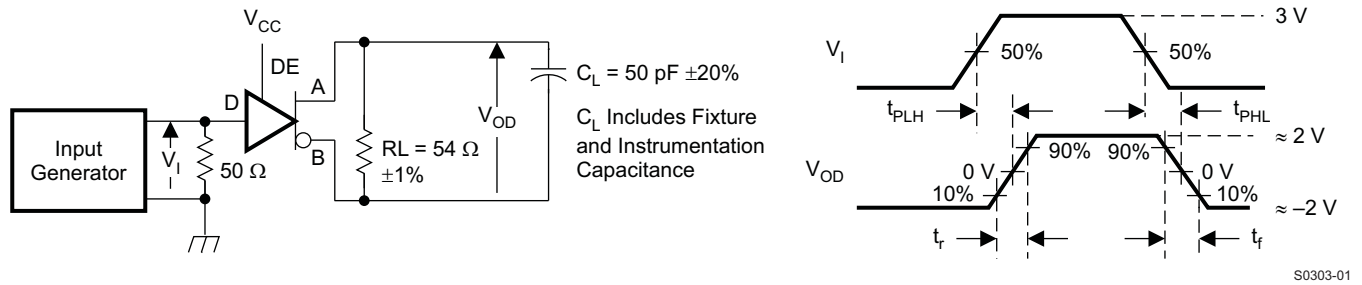 V_CC
DE
D
A
B
Input
Generator
V_I
50 Ω
RL = 54 Ω
±1%
V_OD
C_L = 50 pF ±20%
C_L Includes Fixture
and Instrumentation
Capacitance
V_I
50%
50%
3 V
t_PLH
t_PHL
V_OD
90%
90%
≈ 2 V
0 V
0 V
10%
10%
≈ –2 V
t_r
t_f
S0303-01